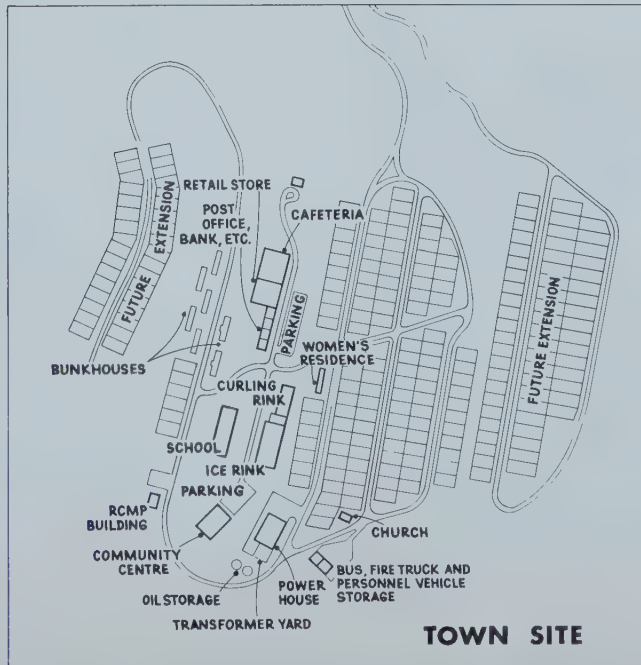 RETAIL STORE
POST
OFFICE,
BANK, ETC.
CAFETERIA
FUTURE EXTENSION
PARKING
WOMEN'S
RESIDENCE
BUNKHOUSES
FUTURE EXTENSION
CURLING
RINK
SCHOOL
ICE RINK
PARKING
RCMP
BUILDING
COMMUNITY
CENTRE
CHURCH
OIL STORAGE
POWER
HOUSE
BUS, FIRE TRUCK AND
PERSONNEL VEHICLE
STORAGE
TRANSFORMER YARD
TOWN SITE